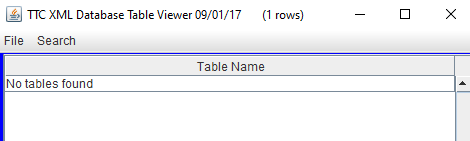 TTC XML Database Table Viewer 09/01/17 (1 rows)
File Search
Table Name
No tables found